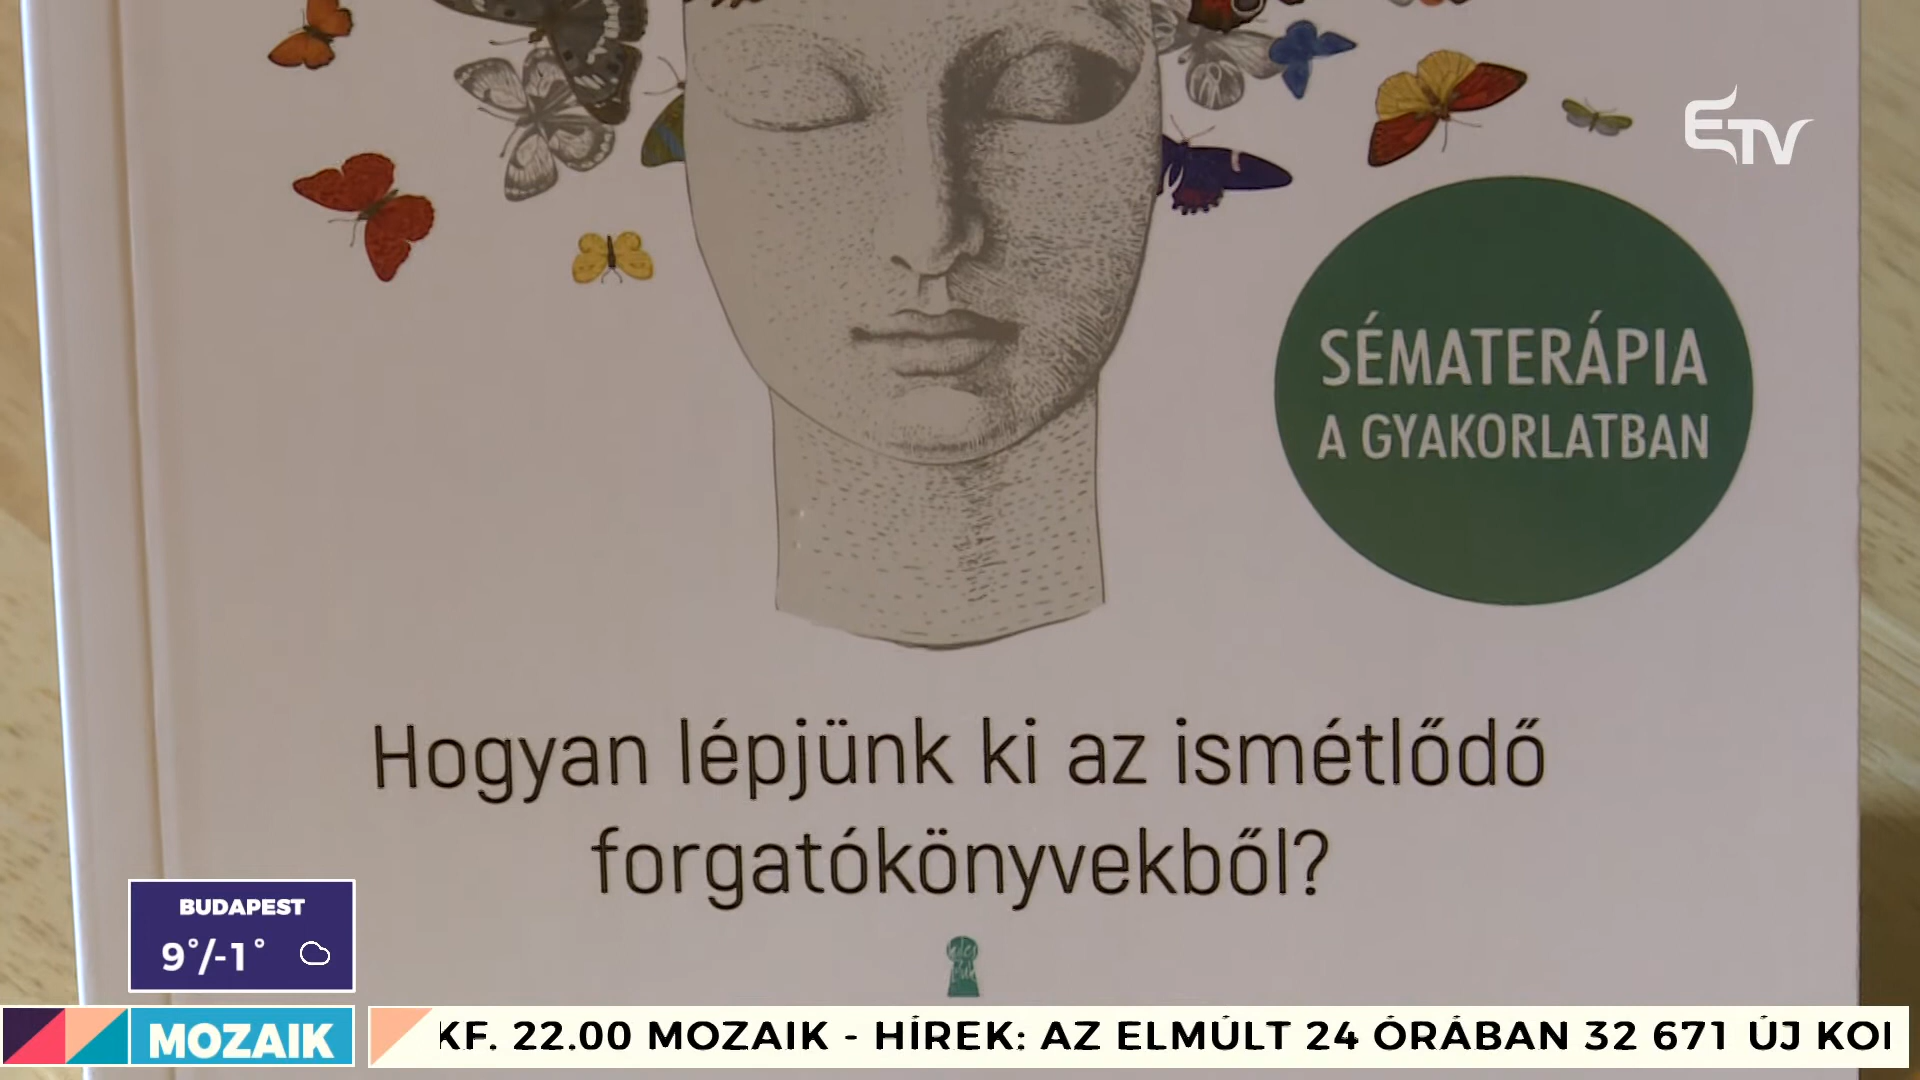 ETV
SÉMATERÁPIA
A GYAKORLATBAN
Hogyan lépjünk ki az ismétlődő
forgatókönyvekből?
BUDAPEST
9°/-1°
MOZAIK
KF. 22.00 MOZAIK - HÍREK: AZ ELMÚLT 24 ÓRÁBAN 32 671 ÚJ KOI